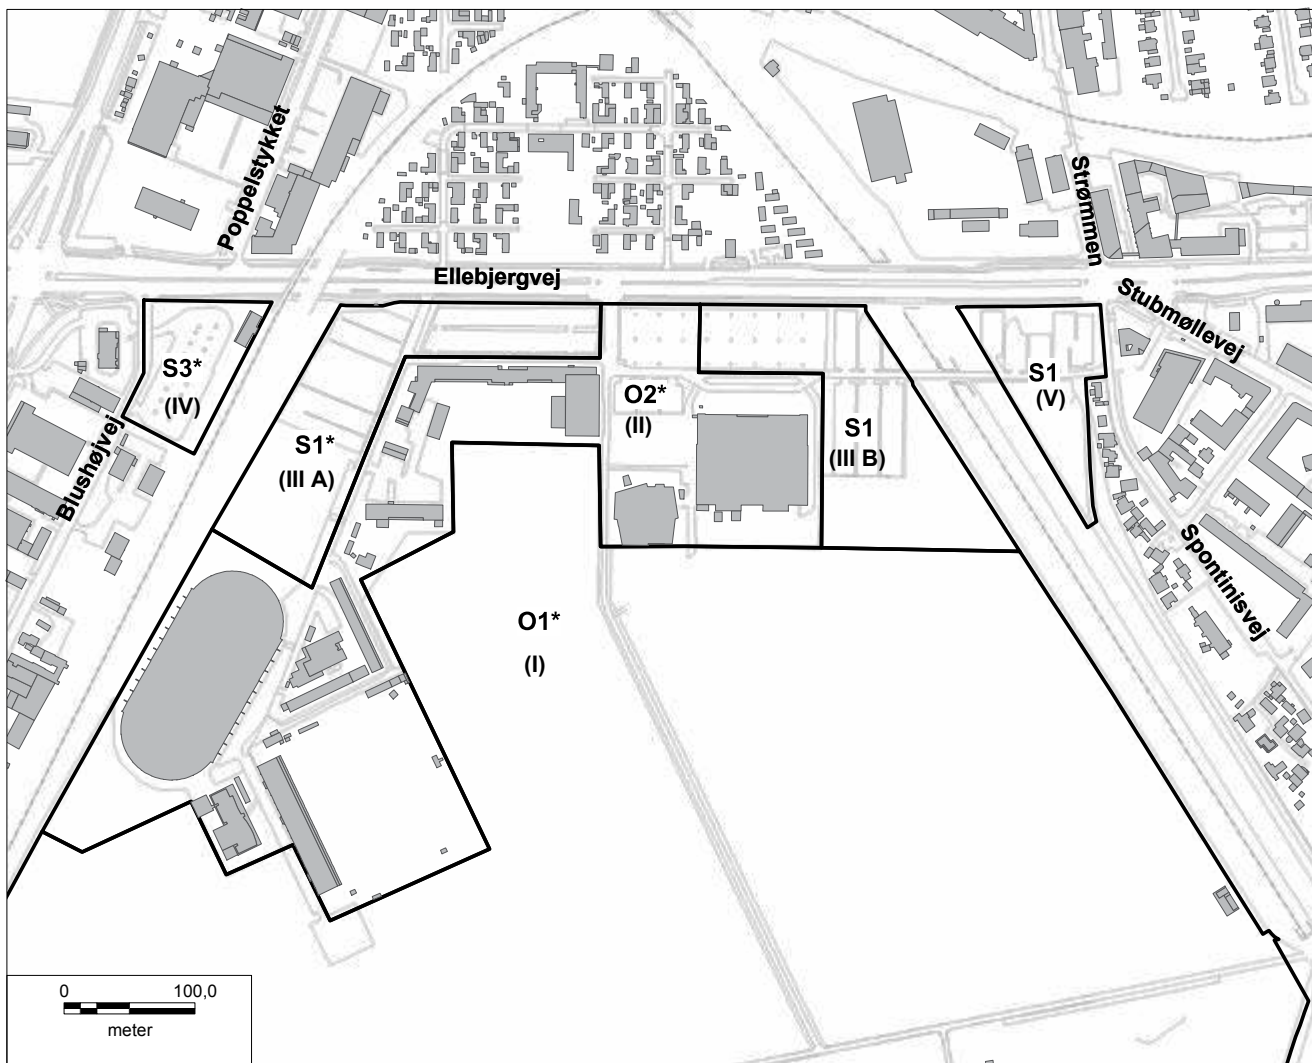 Poppelstykket
Strømmen
Ellebjergvej
Stubmøllevej
S3*
(IV)
O2*
(II)
S1
(V)
S1*
(III A)
S1
(III B)
Blushøjvej
Spontinisvej
O1*
(I)
0 100,0
meter